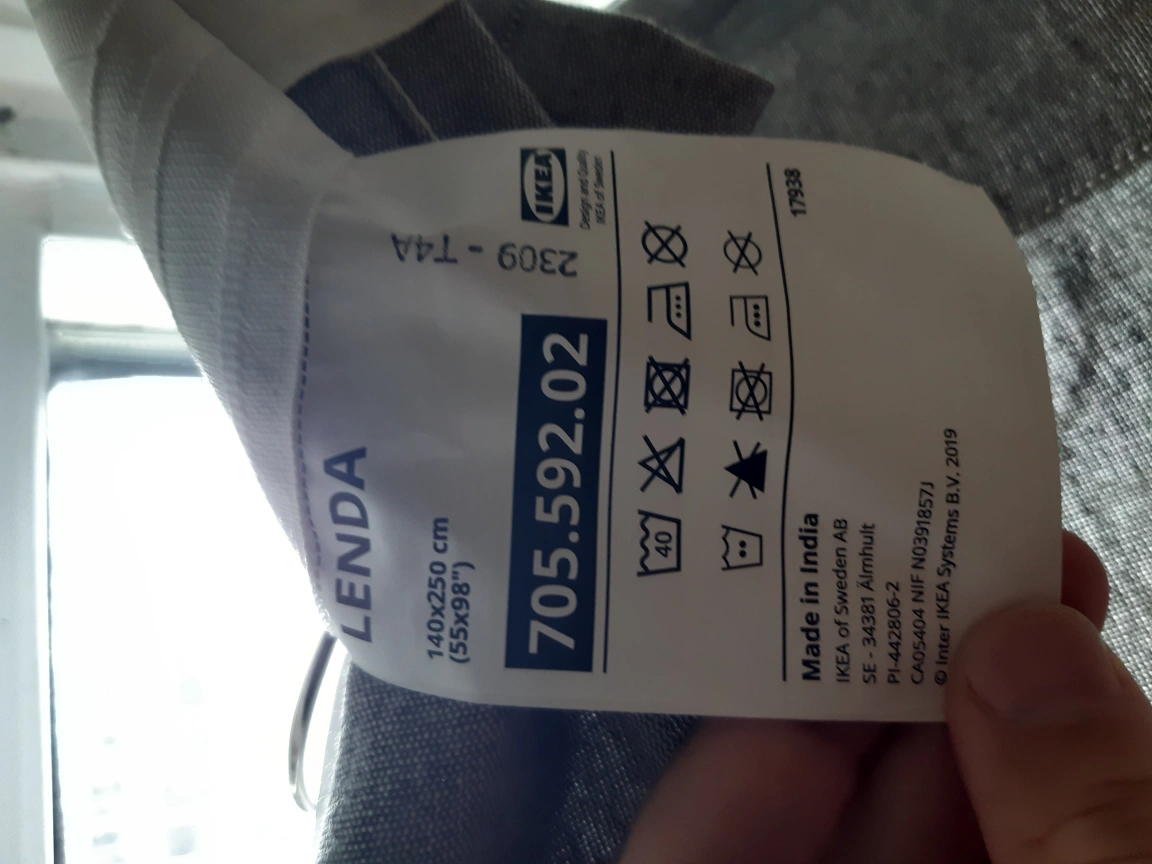 LENDA
140x250 cm
(55x98")
705.592.02
2309 - T4A
IKEA
Design and Quality
IKEA of Sweden
40
17938
Made in India
IKEA of Sweden AB
SE - 34381 Älmhult
PI-442806-2
CA05404 NIF N0391857J
© Inter IKEA Systems B.V. 2019